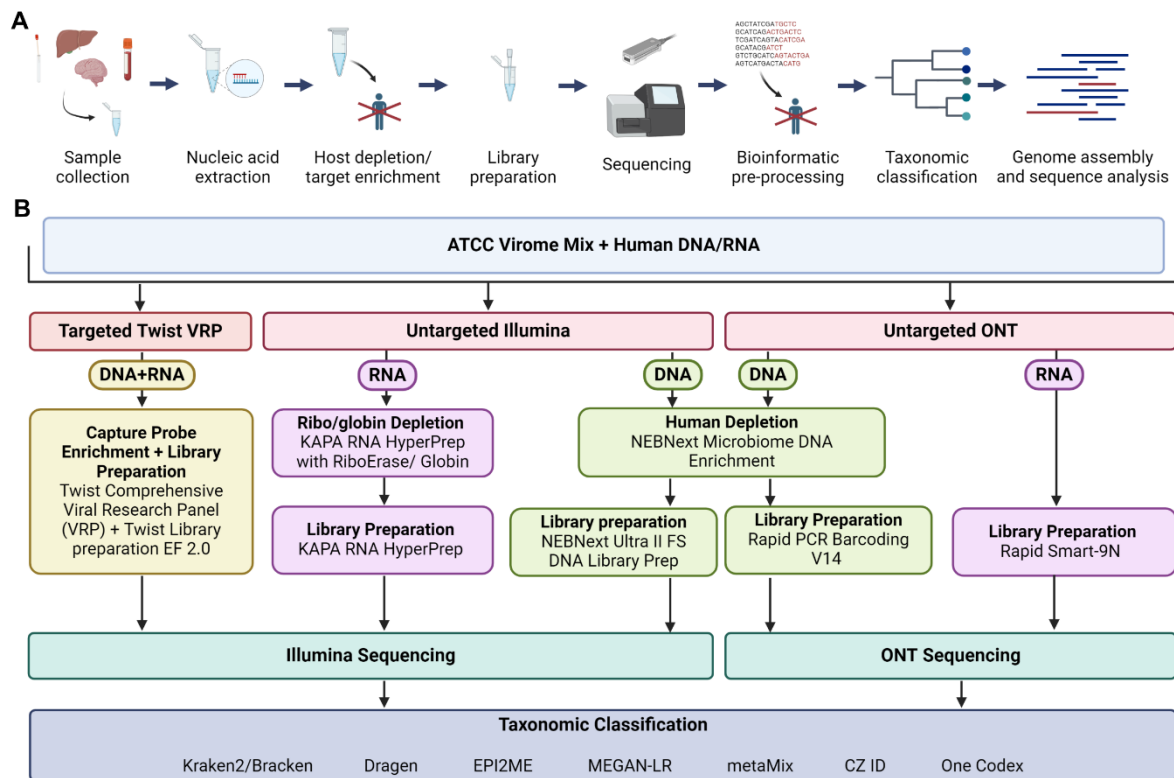 A
AGCTATCGATGCTC
GCATCAGACTGACTC
TCGATCAGTACATCGA
GCATACGATCT
GTCTGCATCAGTACTGA
AGTCATGACTACATG
Sample
collection
Nucleic acid
extraction
Host depletion/
target enrichment
Library
preparation
Sequencing
Bioinformatic
pre-processing
Taxonomic
classification
Genome assembly
and sequence analysis
B
ATCC Virome Mix + Human DNA/RNA
Targeted Twist VRP
Untargeted Illumina
Untargeted ONT
DNA+RNA
RNA
DNA
DNA
RNA
Capture Probe
Enrichment + Library
Preparation
Twist Comprehensive
Viral Research Panel
(VRP) + Twist Library
preparation EF 2.0
Ribo/globin Depletion
KAPA RNA HyperPrep
with RiboErase/ Globin
Human Depletion
NEBNext Microbiome DNA
Enrichment
Library Preparation
KAPA RNA HyperPrep
Library preparation
NEBNext Ultra II FS
DNA Library Prep
Library Preparation
Rapid PCR Barcoding
V14
Library Preparation
Rapid Smart-9N
Illumina Sequencing
ONT Sequencing
Taxonomic Classification
Kraken2/Bracken Dragen EPI2ME MEGAN-LR metaMix CZ ID One Codex